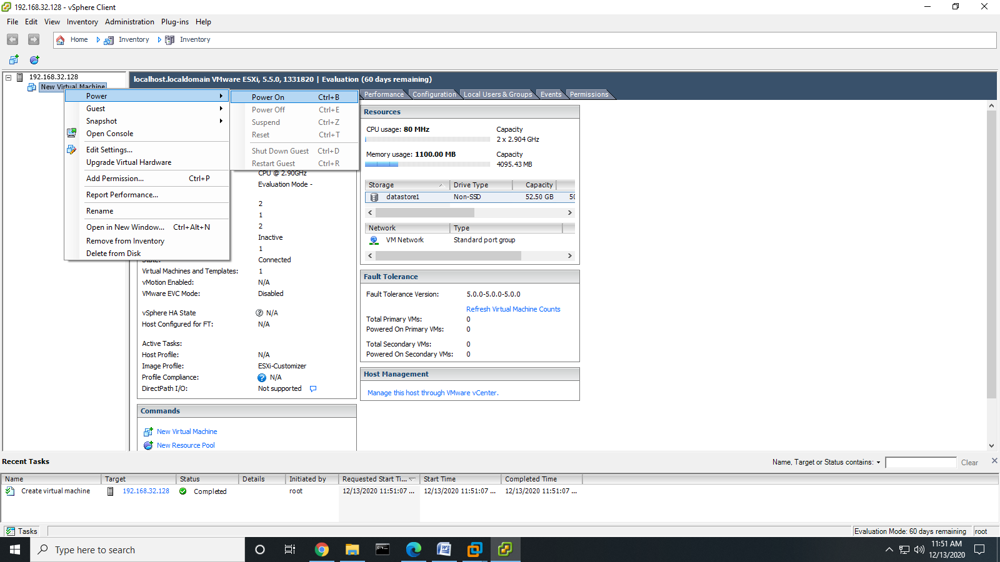 192.168.32.128 - vSphere Client
File Edit View Inventory Administration Plug-ins Help
Home Inventory Inventory
192.168.32.128
New Virtual Machine
localhost.localdomain VMware ESXi, 5.5.0, 1331820 | Evaluation (60 days remaining)
Performance Configuration Local Users & Groups Events Permissions
Power
Guest
Snapshot
Open Console
Edit Settings...
Upgrade Virtual Hardware
Add Permission... Ctrl+P
Report Performance...
Rename
Open in New Window... Ctrl+Alt+N
Remove from Inventory
Delete from Disk
Power On Ctrl+B
Power Off Ctrl+E
Suspend Ctrl+Z
Reset Ctrl+T
Shut Down Guest Ctrl+D
Restart Guest Ctrl+R
CPU @ 2.90GHz
Evaluation Mode -
2
1
2
Inactive
1
State: Connected
Virtual Machines and Templates: 1
vMotion Enabled: N/A
VMware EVC Mode: Disabled
vSphere HA State N/A
Host Configured for FT: N/A
Active Tasks:
Host Profile: N/A
Image Profile: ESXi-Customizer
Profile Compliance: N/A
DirectPath I/O: Not supported
Commands
New Virtual Machine
New Resource Pool
Resources
CPU usage: 80 MHz Capacity
2 x 2.904 GHz
Memory usage: 1100.00 MB Capacity
4095.43 MB
Storage Drive Type Capacity
datastore1 Non-SSD 52.50 GB 50
Network Type
VM Network Standard port group
Fault Tolerance
Fault Tolerance Version: 5.0.0-5.0.0-5.0.0
Refresh Virtual Machine Counts
Total Primary VMs: 0
Powered On Primary VMs: 0
Total Secondary VMs: 0
Powered On Secondary VMs: 0
Host Management
Manage this host through VMware vCenter.
Recent Tasks
Name, Target or Status contains: Clear
Name Target Status Details Initiated by Requested Start Ti... Start Time Completed Time
Create virtual machine 192.168.32.128 Completed root 12/13/2020 11:51:07 ... 12/13/2020 11:51:07 ... 12/13/2020 11:51:07 ...
Tasks
Evaluation Mode: 60 days remaining root
Type here to search
11:51 AM
12/13/2020